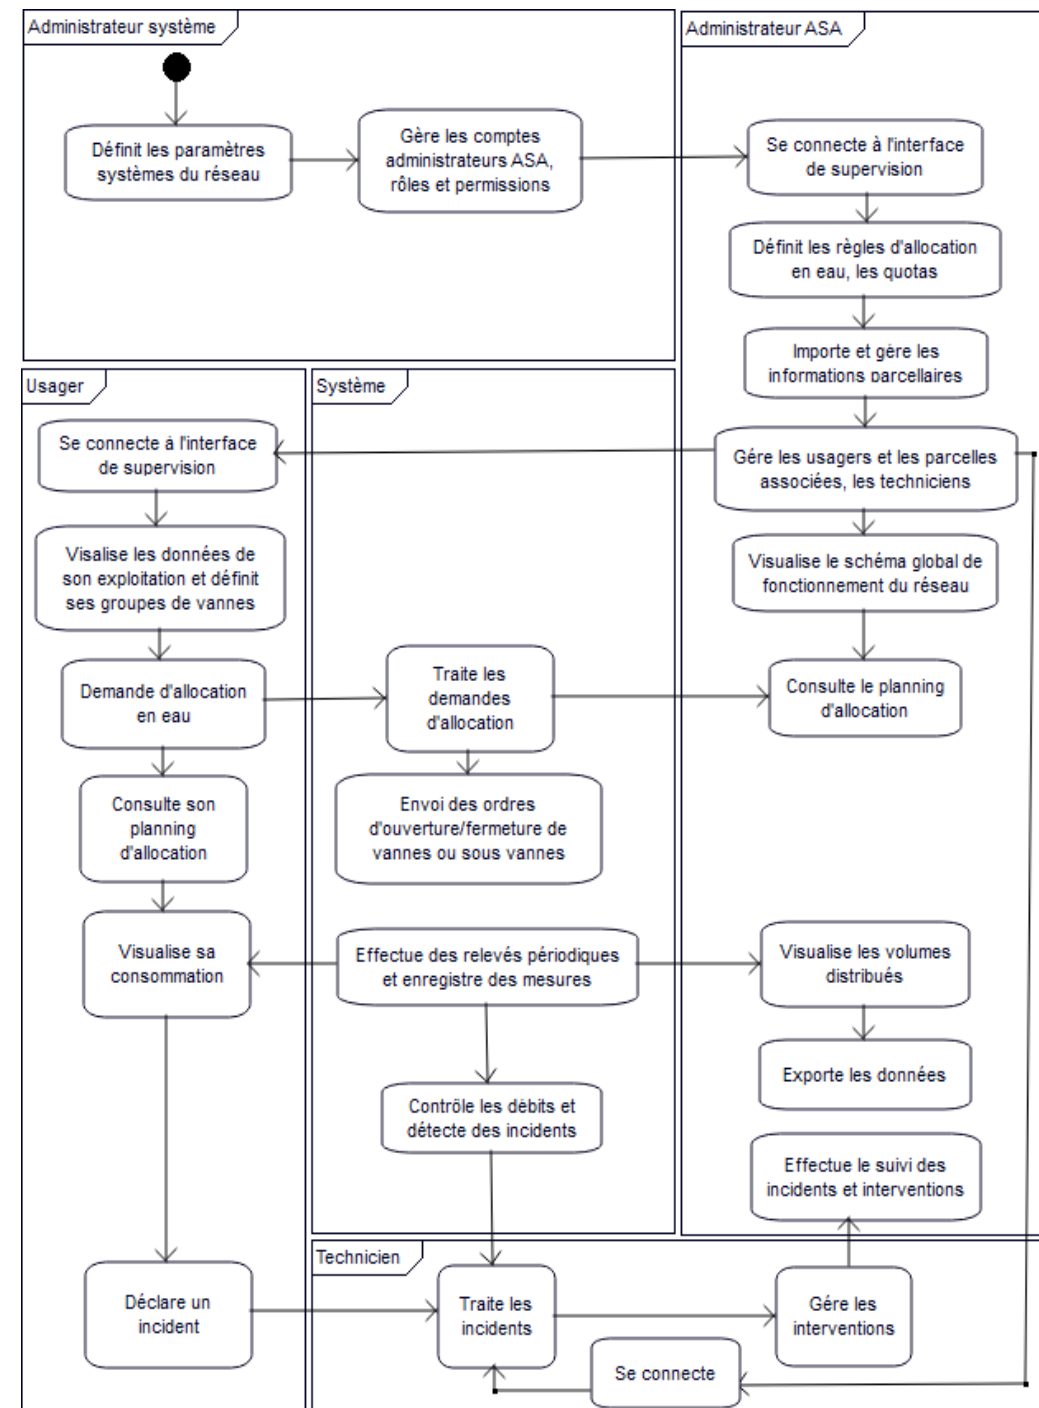 Administrateur système
Définit les paramètres
systèmes du réseau
Gère les comptes
administrateurs ASA,
rôles et permissions
Administrateur ASA
Se connecte à l'interface
de supervision
Définit les règles d'allocation
en eau, les quotas
Importe et gère les
informations parcellaires
Gére les usagers et les parcelles
associées, les techniciens
Visualise le schéma global de
fonctionnement du réseau
Consulte le planning
d'allocation
Visualise les volumes
distribués
Exporte les données
Effectue le suivi des
incidents et interventions
Usager
Se connecte à l'interface
de supervision
Visalise les données de
son exploitation et définit
ses groupes de vannes
Demande d'allocation
en eau
Consulte son
planning
d'allocation
Visualise sa
consommation
Déclare un
incident
Système
Traite les
demandes
d'allocation
Envoi des ordres
d'ouverture/fermeture de
vannes ou sous vannes
Effectue des relevés périodiques
et enregistre des mesures
Contrôle les débits et
détecte des incidents
Technicien
Traite les
incidents
Gére les
interventions
Se connecte